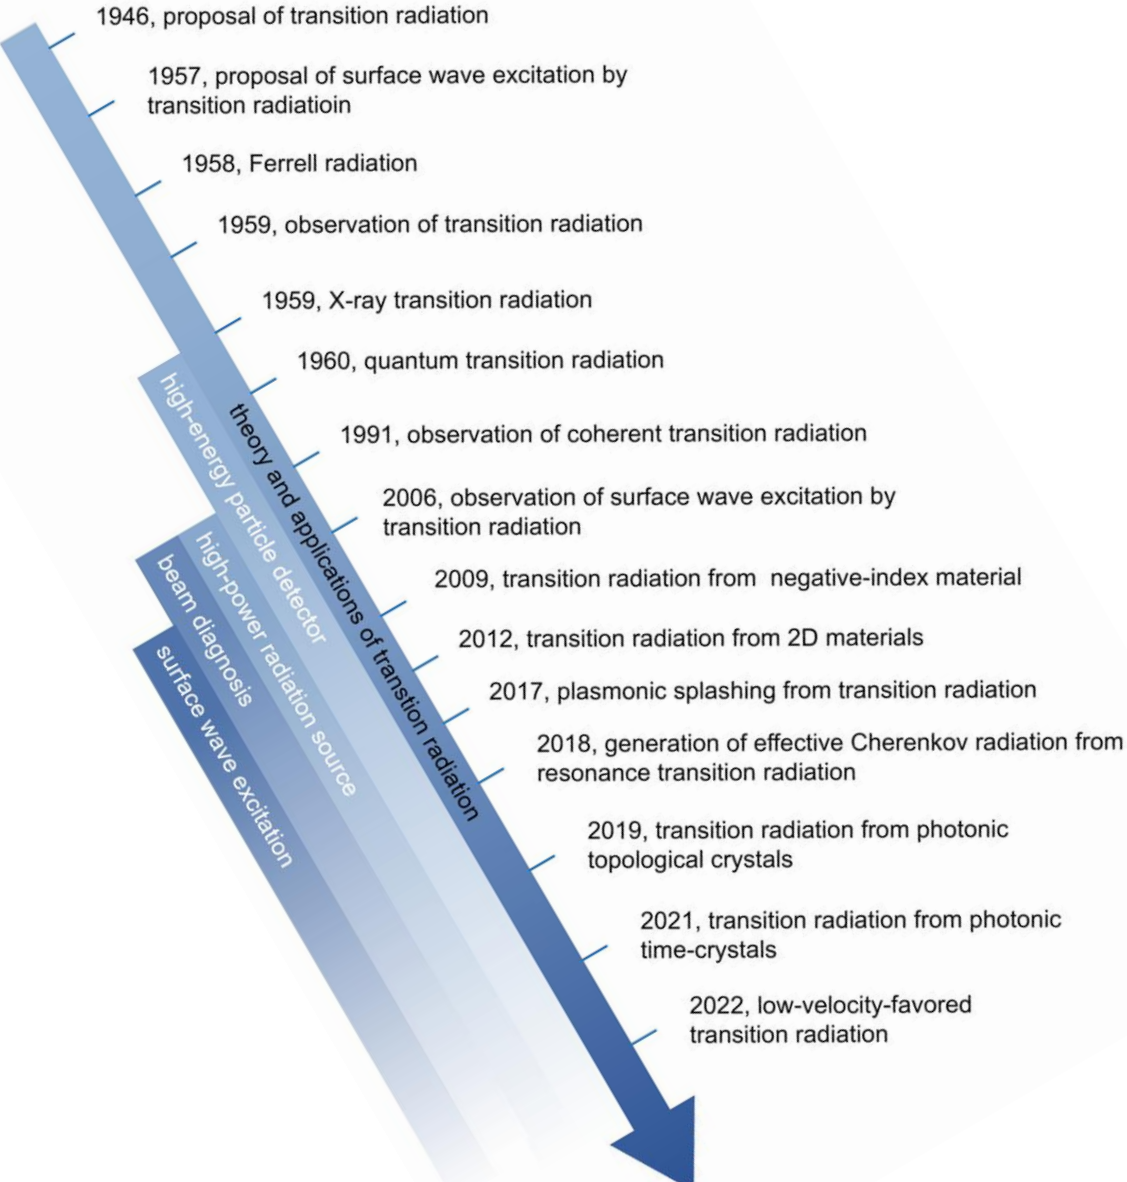 1946, proposal of transition radiation
1957, proposal of surface wave excitation by
transition radiatioin
1958, Ferrell radiation
1959, observation of transition radiation
1959, X-ray transition radiation
1960, quantum transition radiation
1991, observation of coherent transition radiation
2006, observation of surface wave excitation by
transition radiation
2009, transition radiation from negative-index material
2012, transition radiation from 2D materials
2017, plasmonic splashing from transition radiation
2018, generation of effective Cherenkov radiation from
resonance transition radiation
2019, transition radiation from photonic
topological crystals
2021, transition radiation from photonic
time-crystals
2022, low-velocity-favored
transition radiation
theory and applications of transtion radiation
high-energy particle detector
high-power radiation source
beam diagnosis
surface wave excitation